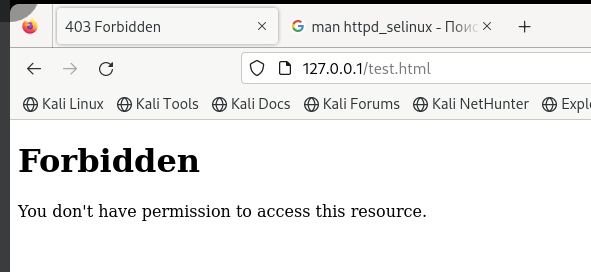 403 Forbidden
man httpd_selinux - Поис
127.0.0.1/test.html
Kali Linux Kali Tools Kali Docs Kali Forums Kali NetHunter Expl
Forbidden
You don't have permission to access this resource.